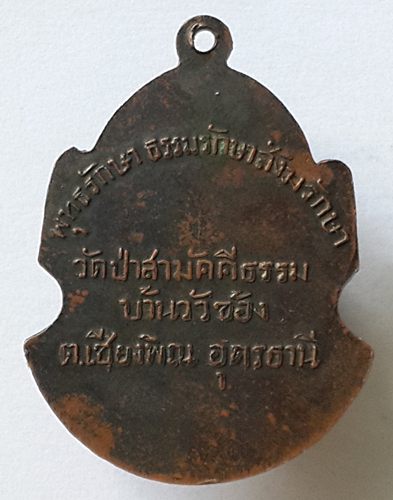 พุทธรักษา ธรรมรักษาสังฆรักษา
วัดป่าสามัคคีธรรม
บ้านวัวข้อง
ต.เชียงพิณ อุดรธานี